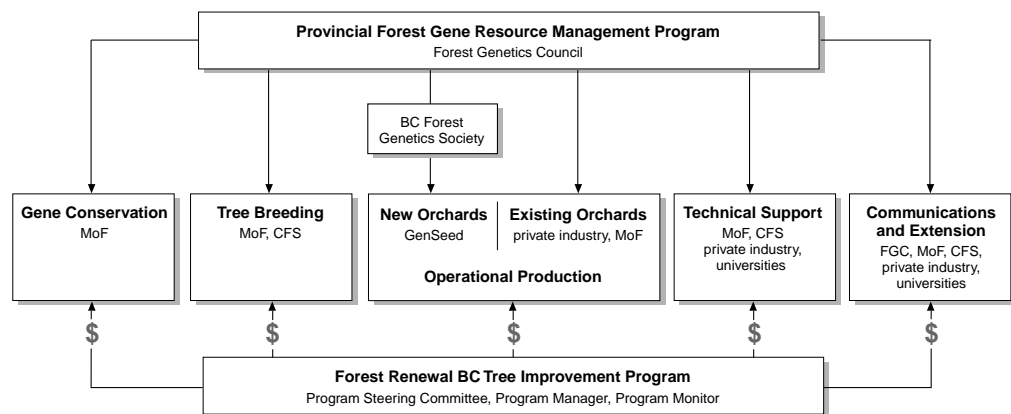 Provincial Forest Gene Resource Management Program
Forest Genetics Council
BC Forest
Genetics Society
Gene Conservation
MoF
Tree Breeding
MoF, CFS
New Orchards
GenSeed
Existing Orchards
private industry, MoF
Operational Production
Technical Support
MoF, CFS
private industry,
universities
Communications
and Extension
FGC, MoF, CFS,
private industry,
universities
$ $ $ $ $
Forest Renewal BC Tree Improvement Program
Program Steering Committee, Program Manager, Program Monitor